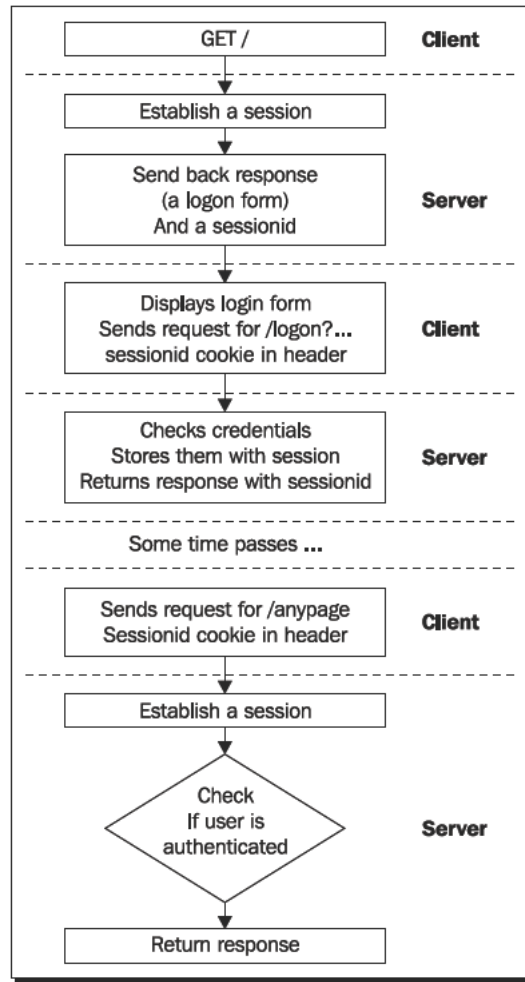 GET /
Client
Establish a session
Send back response
(a logon form)
And a sessionid
Server
Displays login form
Sends request for /logon?...
sessionid cookie in header
Client
Checks credentials
Stores them with session
Returns response with sessionid
Server
Some time passes ...
Sends request for /anypage
Sessionid cookie in header
Client
Establish a session
Check
If user is
authenticated
Server
Return response